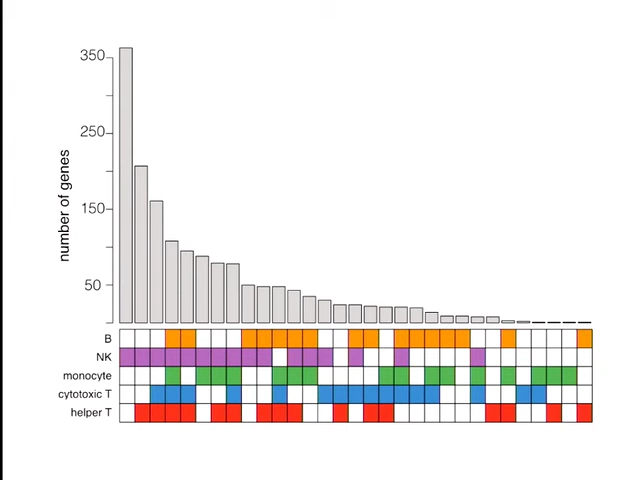 350
250
number of genes
150
50
B
NK
monocyte
cytotoxic T
helper T